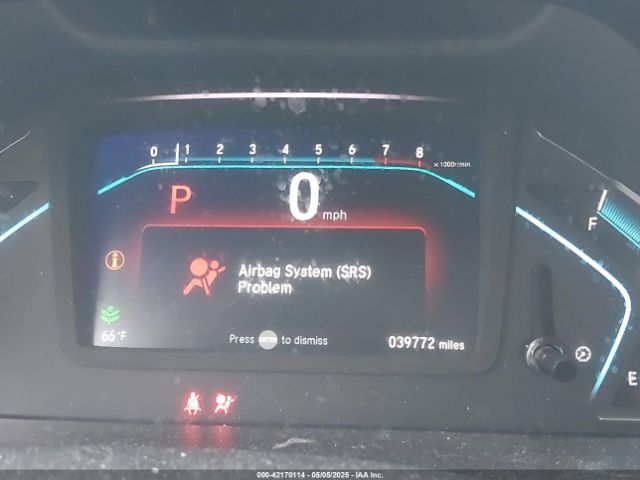 0 1 2 3 4 5 6 7 8 ×1000r/min
P 0 mph
F
Airbag System (SRS)
Problem
66°F
Press ENTER to dismiss
039772 miles
E
000-42170114 - 05/05/2025 - IAA Inc.